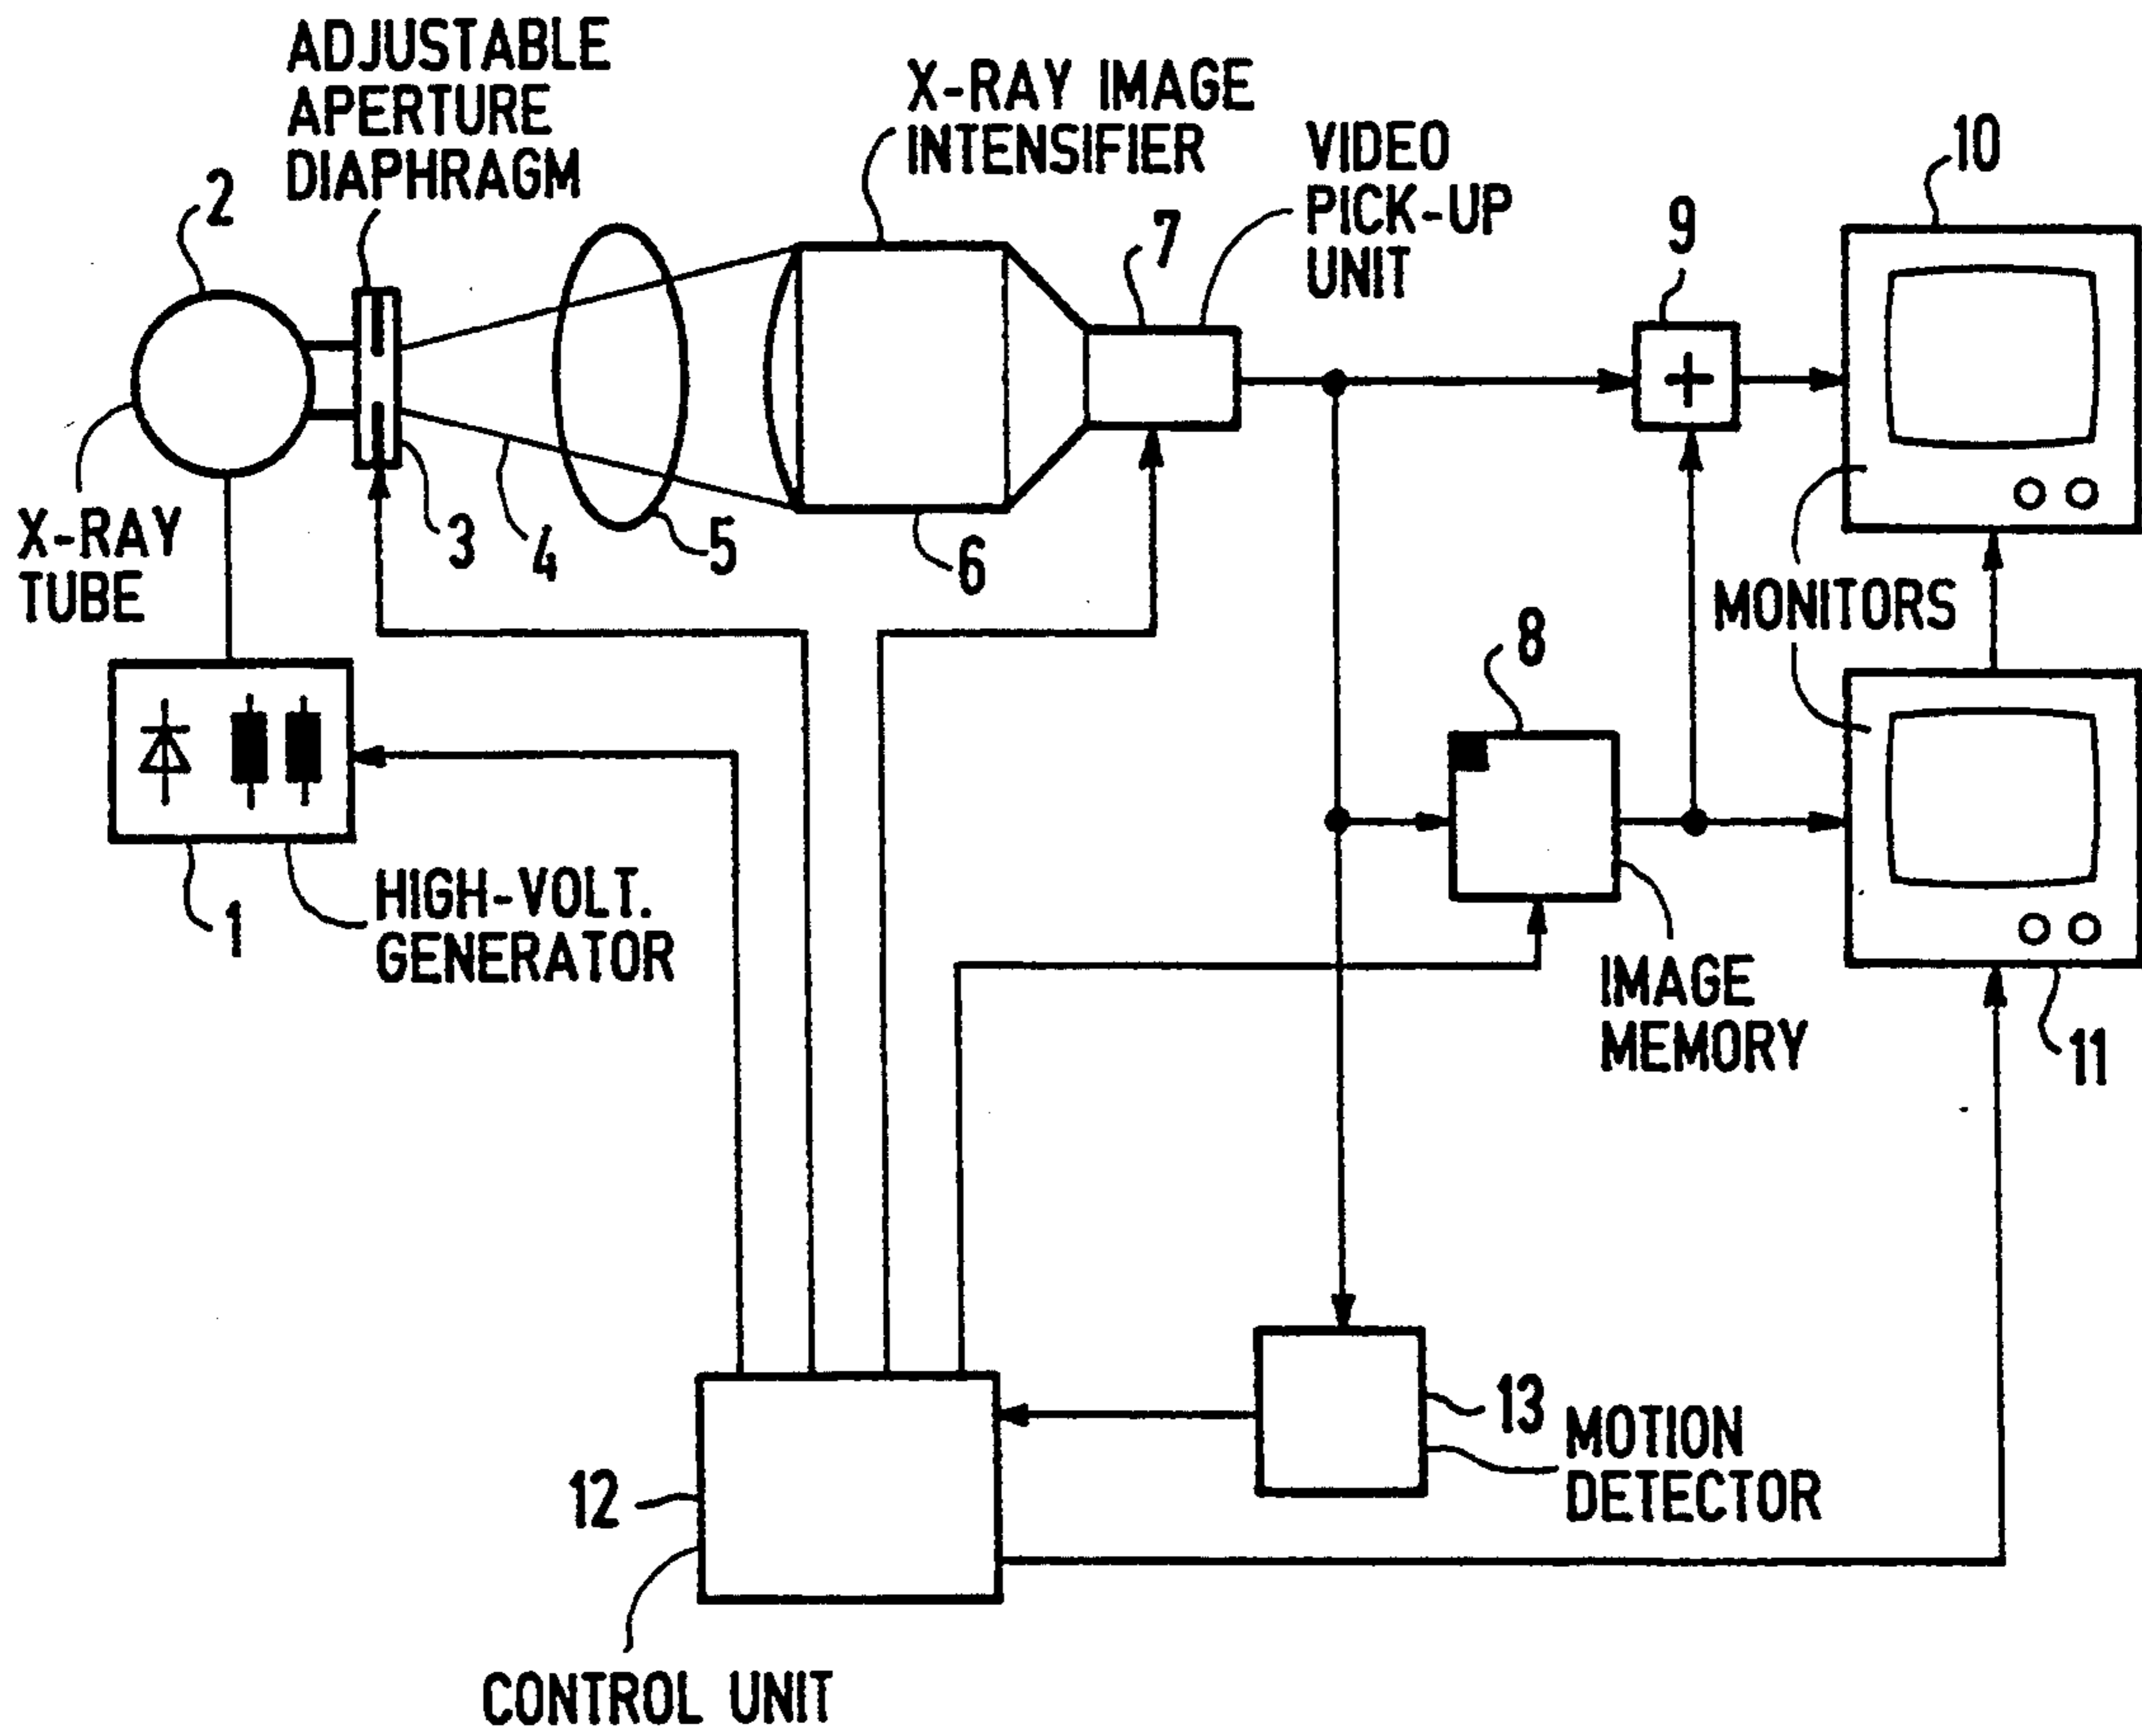 ADJUSTABLE
APERTURE
DIAPHRAGM
X-RAY IMAGE
INTENSIFIER
VIDEO
PICK-UP
UNIT
10
2
9
7
+
3
4
5
6
X-RAY
TUBE
MONITORS
8
1
HIGH-VOLT.
GENERATOR
IMAGE
MEMORY
11
13
MOTION
DETECTOR
12
CONTROL UNIT